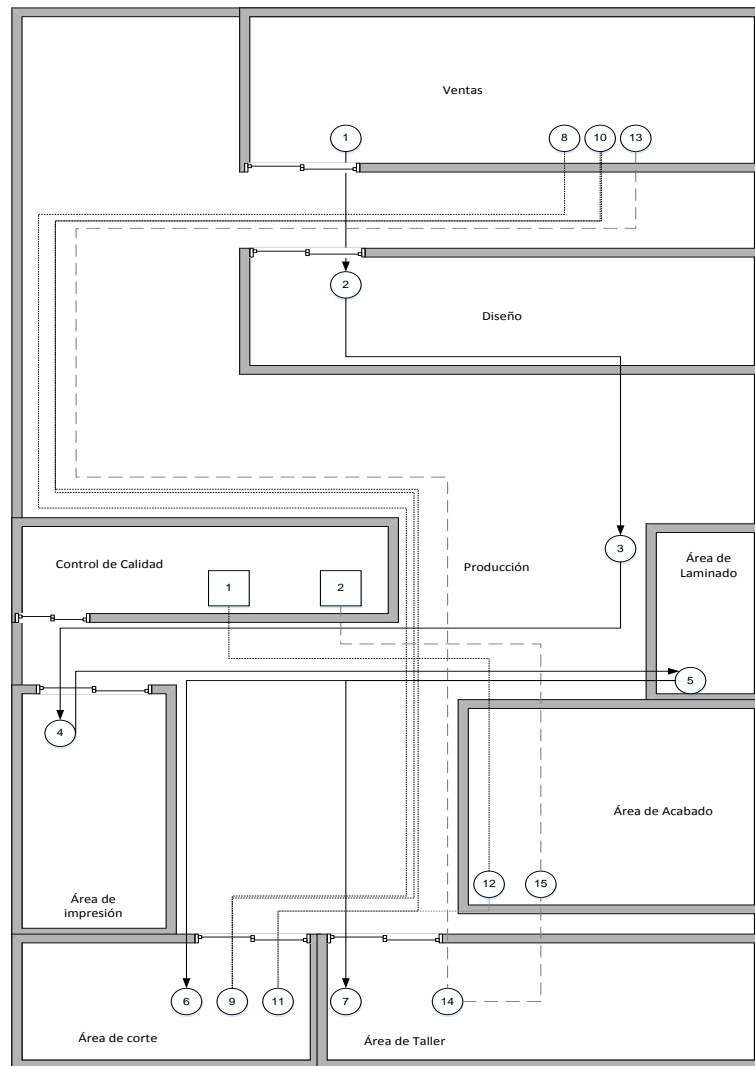 Ventas
1
8
10
13
2
Diseño
3
Control de Calidad
Producción
Área de
Laminado
1
2
5
4
Área de Acabado
12
15
Área de
impresión
6
9
11
7
14
Área de corte
Área de Taller